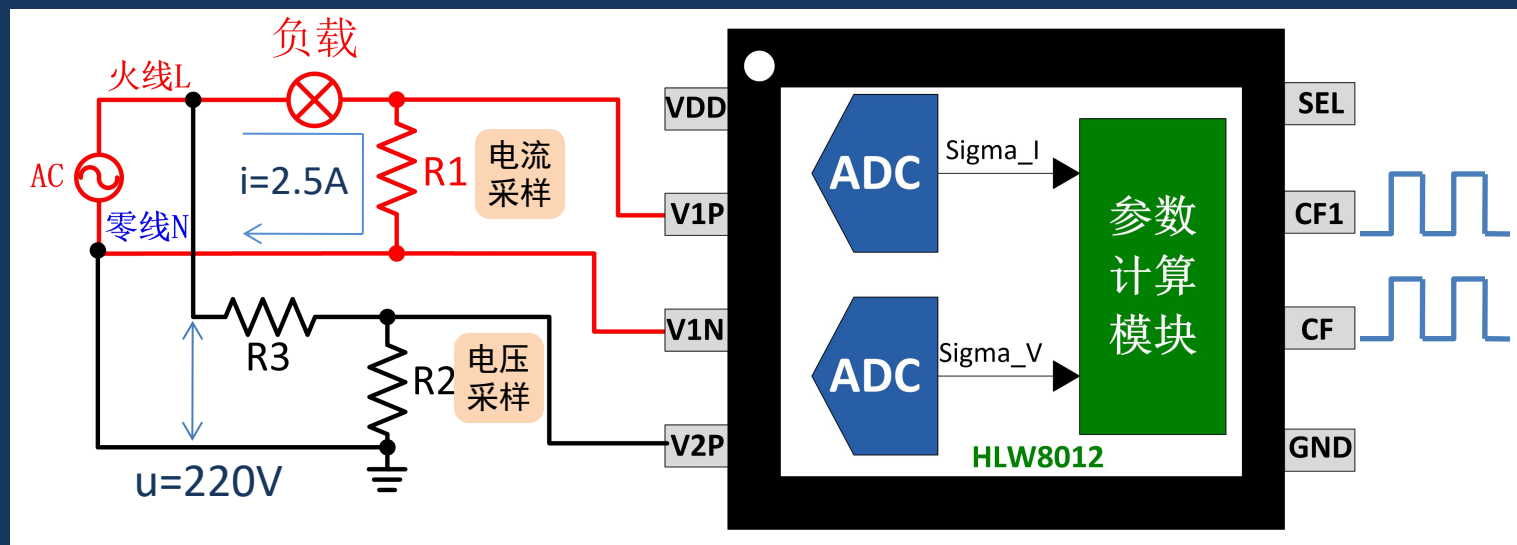 负载
火线L
AC
i=2.5A
R1
电流
采样
零线N
R3
R2
电压
采样
u=220V
VDD
V1P
V1N
V2P
ADC
Sigma_I
ADC
Sigma_V
参数
计算
模块
HLW8012
SEL
CF1
CF
GND